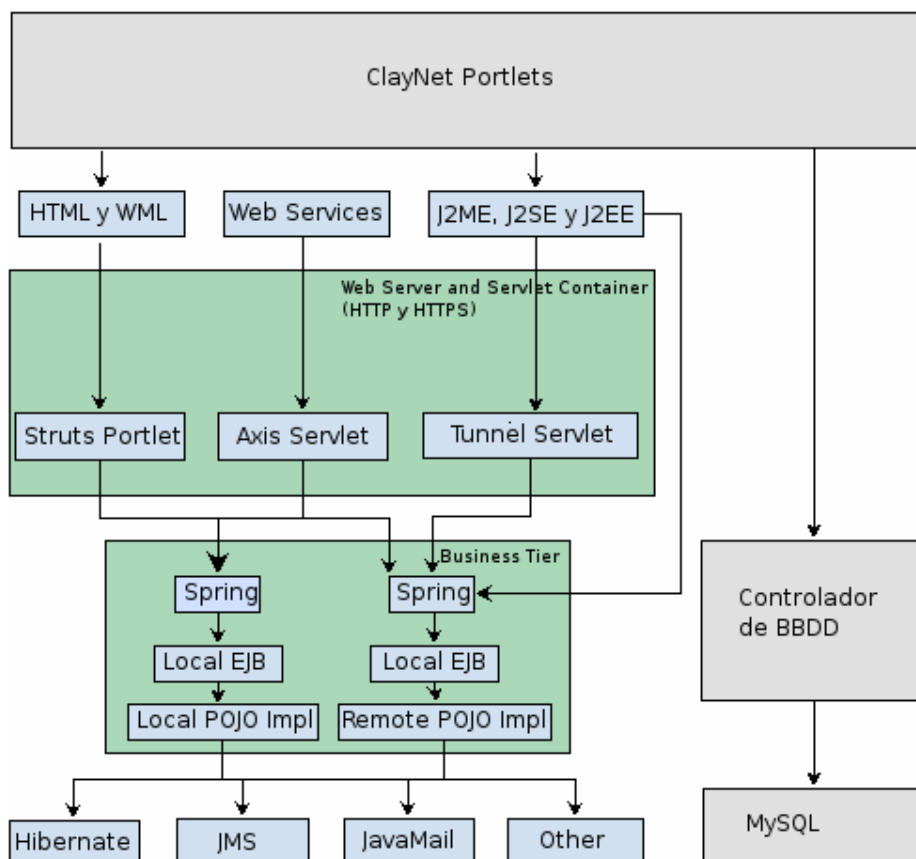 ClayNet Portlets
HTML y WML
Web Services
J2ME, J2SE y J2EE
Web Server and Servlet Container
(HTTP y HTTPS)
Struts Portlet
Axis Servlet
Tunnel Servlet
Business Tier
Spring
Spring
Local EJB
Local EJB
Local POJO Impl
Remote POJO Impl
Controlador
de BBDD
Hibernate
JMS
JavaMail
Other
MySQL